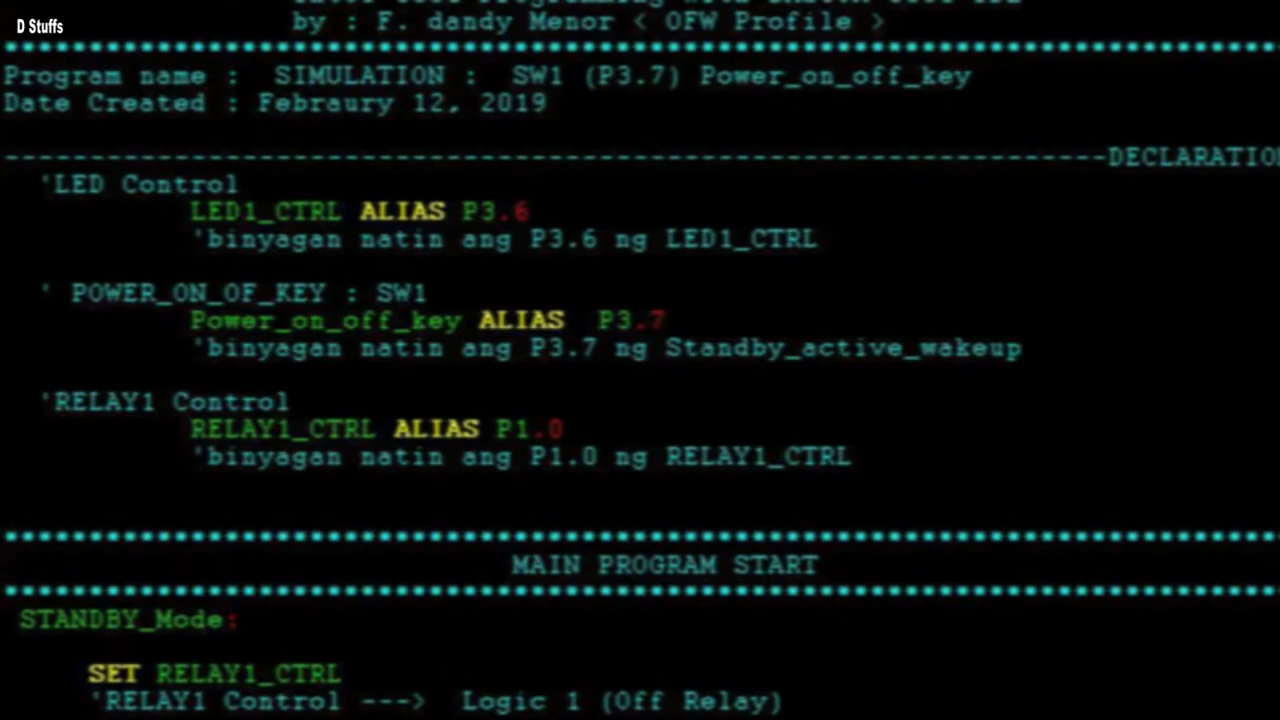 D Stuffs
by : F. dandy Menor < OFW Profile >
Program name :  SIMULATION :  SW1 (P3.7) Power_on_off_key
Date Created : Febraury 12, 2019
--------------------------------------------------------------------DECLARATIO
'LED Control
LED1_CTRL ALIAS P3.6
'binyagan natin ang P3.6 ng LED1_CTRL
' POWER_ON_OF_KEY : SW1
Power_on_off_key ALIAS  P3.7
'binyagan natin ang P3.7 ng Standby_active_wakeup
'RELAY1 Control
RELAY1_CTRL ALIAS P1.0
'binyagan natin ang P1.0 ng RELAY1_CTRL
MAIN PROGRAM START
STANDBY_Mode:
SET RELAY1_CTRL
'RELAY1 Control --->  Logic 1 (Off Relay)